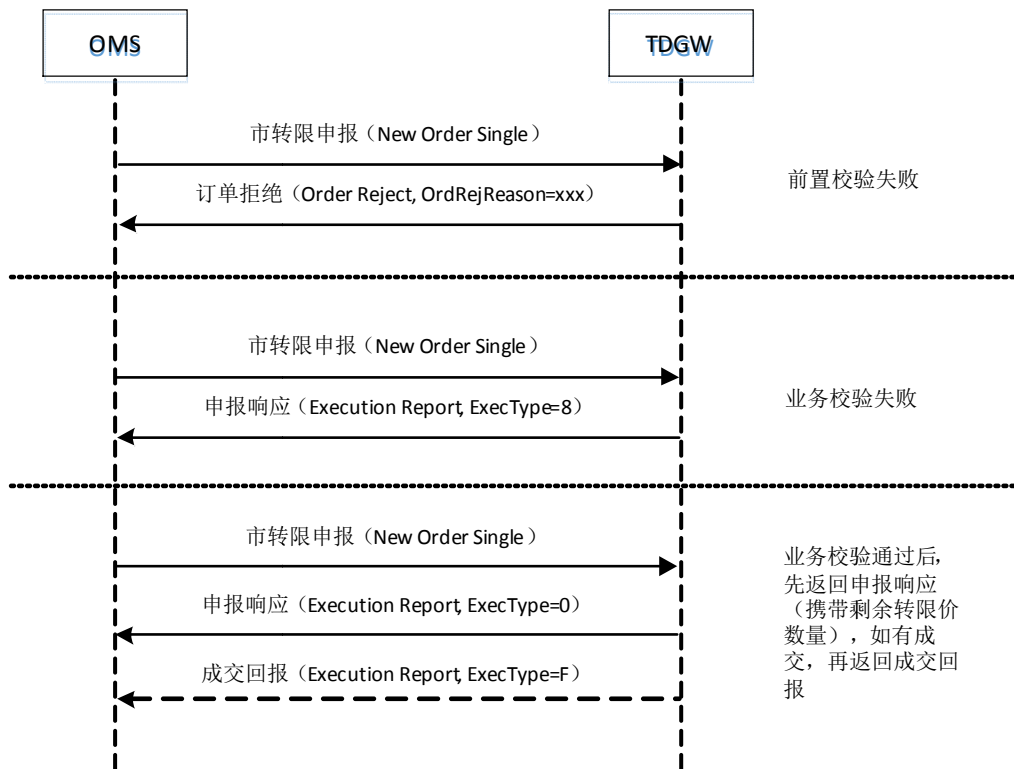 OMS
TDGW
市转限申报（New Order Single）
订单拒绝（Order Reject, OrdRejReason=xxx）
前置校验失败
市转限申报（New Order Single）
申报响应（Execution Report, ExecType=8）
业务校验失败
市转限申报（New Order Single）
申报响应（Execution Report, ExecType=0）
成交回报（Execution Report, ExecType=F）
业务校验通过后，
先返回申报响应
（携带剩余转限价
数量），如有成
交，再返回成交回
报